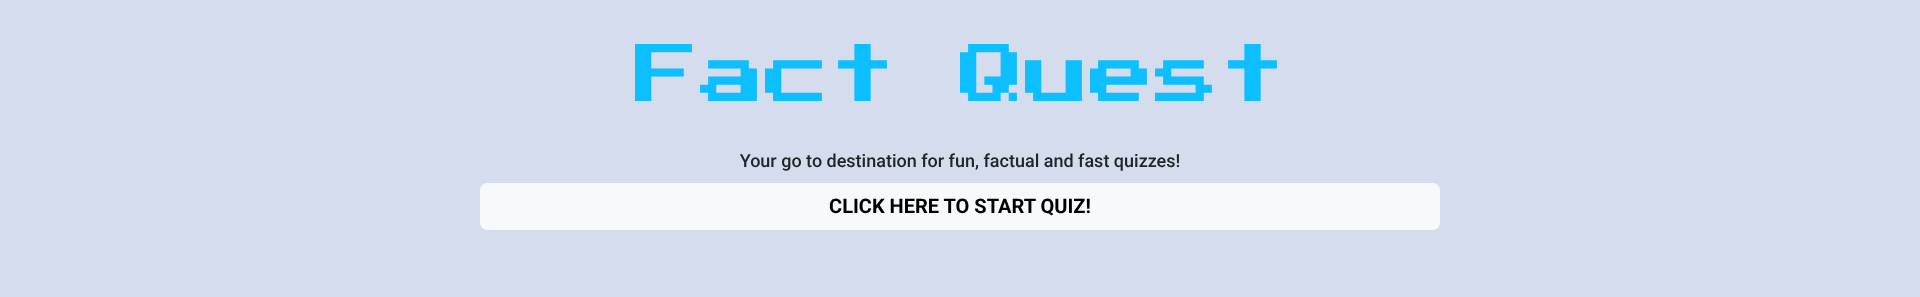 Fact Quest
Your go to destination for fun, factual and fast quizzes!
CLICK HERE TO START QUIZ!